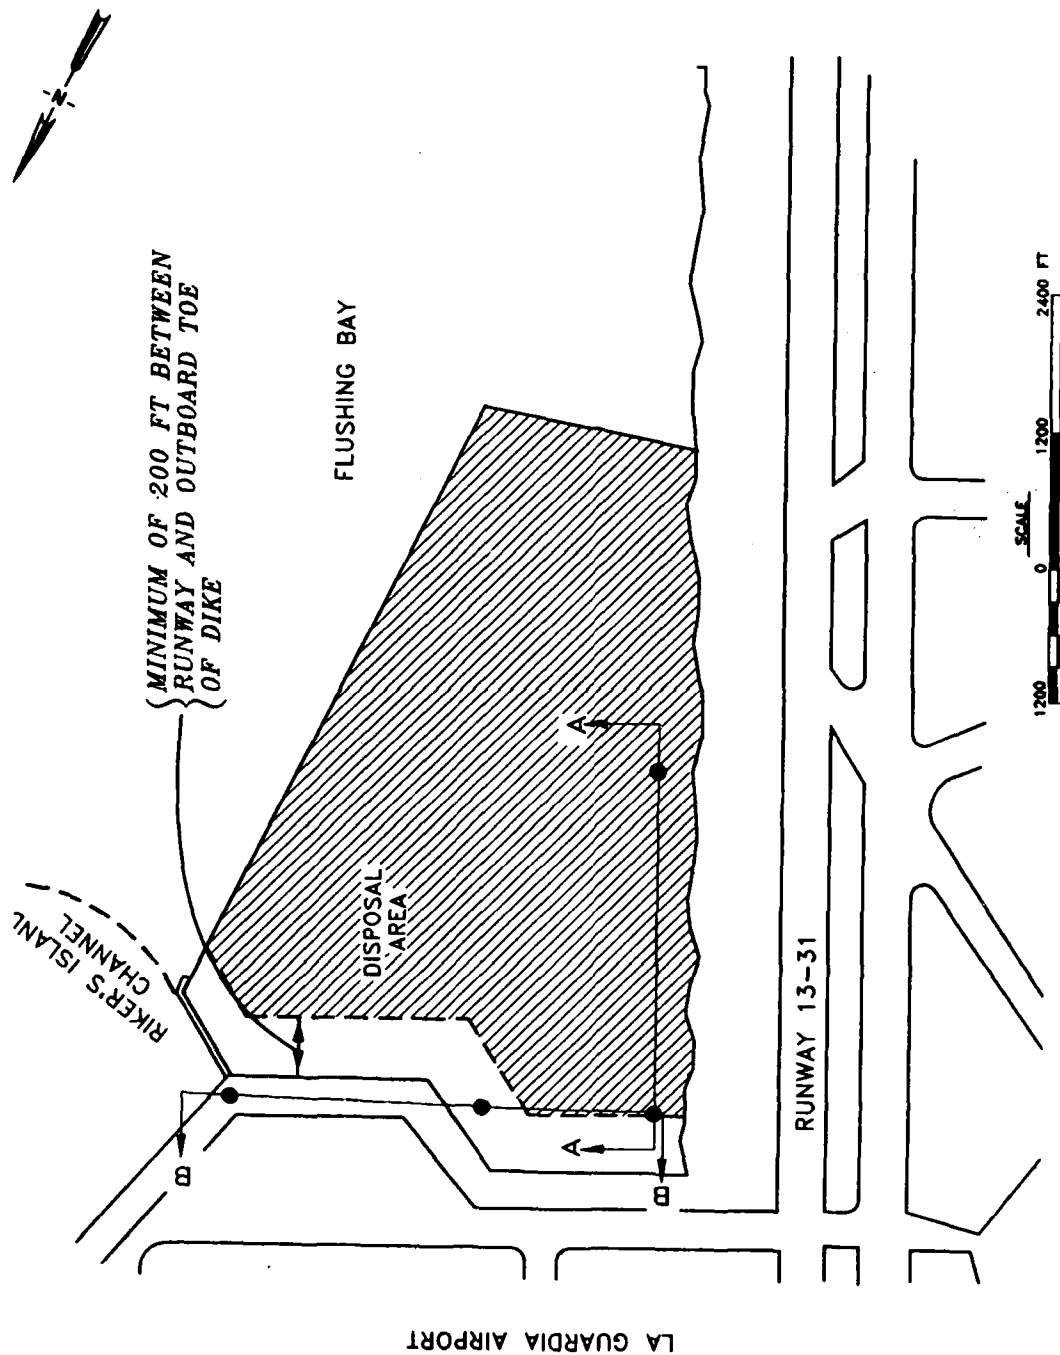 N
MINIMUM OF 200 FT BETWEEN
RUNWAY AND OUTBOARD TOE
OF DIKE
FLUSHING BAY
RIKER'S ISLAND
CHANNEL
DISPOSAL
AREA
A
A
B
B
RUNWAY 13-31
LA GUARDIA AIRPORT
SCALE
1200 0 1200 2400 FT